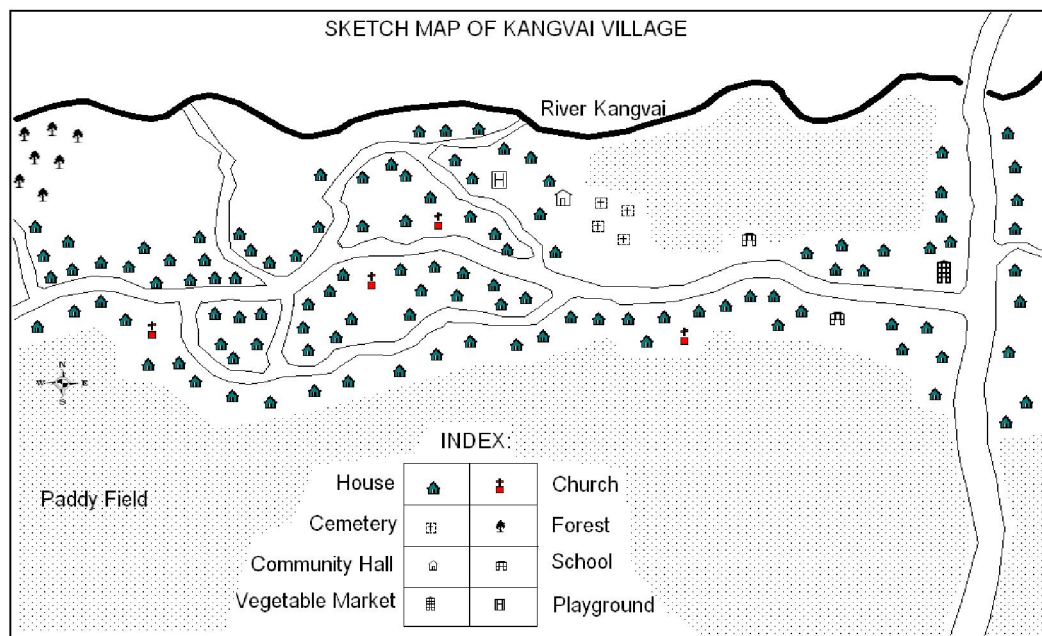 SKETCH MAP OF KANGVAI VILLAGE
River Kangvai
N
W E
S
INDEX:
Paddy Field
House Church
Cemetery Forest
Community Hall School
Vegetable Market Playground